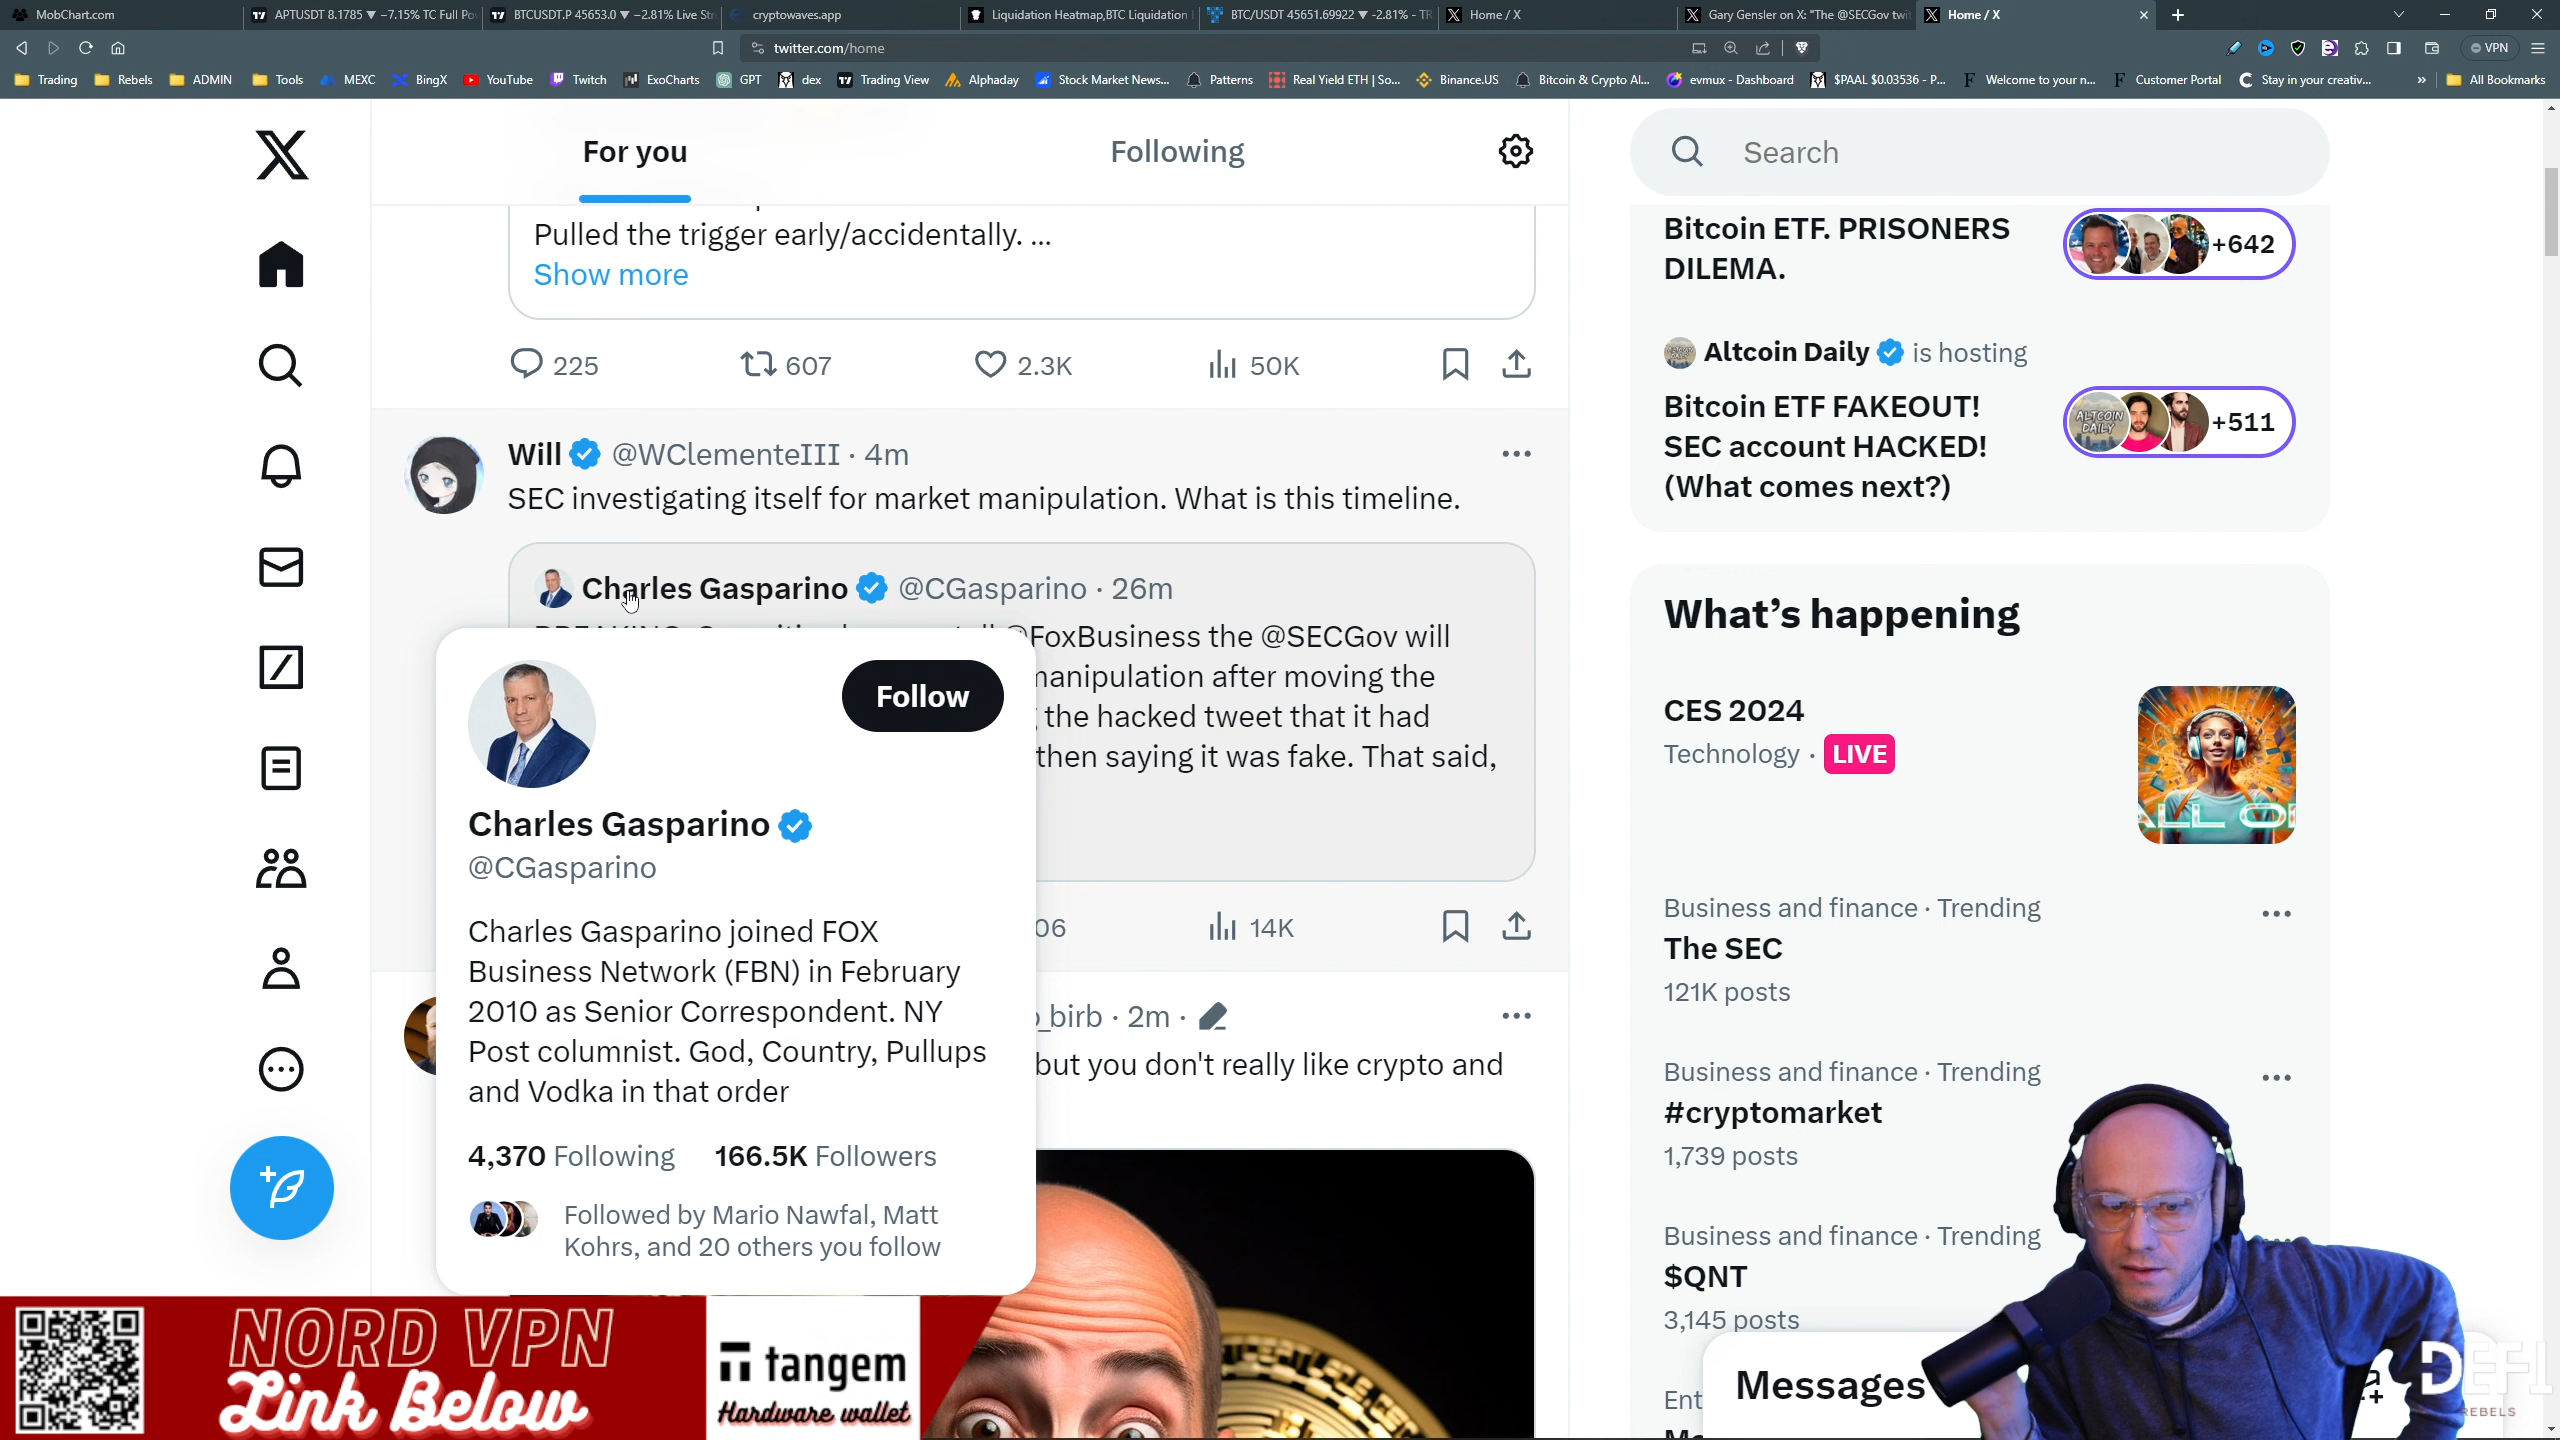 MobChart.com
APTUSDT 8.1785 ▼ −7.15% TC Full Po
BTCUSDT.P 45653.0 ▼ −2.81% Live Str
cryptowaves.app
Liquidation Heatmap,BTC Liquidation
BTC/USDT 45651.69922 ▼ -2.81% - TR
Home / X
Gary Gensler on X: "The @SECGov twi
Home / X
twitter.com/home
VPN
Trading
Rebels
ADMIN
Tools
MEXC
BingX
YouTube
Twitch
ExoCharts
GPT
dex
Trading View
Alphaday
Stock Market News...
Patterns
Real Yield ETH | So...
Binance.US
Bitcoin & Crypto Al...
evmux - Dashboard
$PAAL $0.03536 - P...
Welcome to your n...
Customer Portal
Stay in your creativ...
All Bookmarks
For you
Following
Pulled the trigger early/accidentally. ...
Show more
225
607
2.3K
50K
Will @WClementeIII · 4m
SEC investigating itself for market manipulation. What is this timeline.
Charles Gasparino @CGasparino · 26m
@FoxBusiness the @SECGov will
manipulation after moving the
the hacked tweet that it had
then saying it was fake. That said,
06
14K
Follow
Charles Gasparino
@CGasparino
Charles Gasparino joined FOX
Business Network (FBN) in February
2010 as Senior Correspondent. NY
Post columnist. God, Country, Pullups
and Vodka in that order
4,370 Following 166.5K Followers
Followed by Mario Nawfal, Matt
Kohrs, and 20 others you follow
_birb · 2m ·
but you don't really like crypto and
Search
Bitcoin ETF. PRISONERS
DILEMA.
+642
Altcoin Daily is hosting
Bitcoin ETF FAKEOUT!
SEC account HACKED!
(What comes next?)
ALTCOIN
DAILY
+511
What's happening
CES 2024
Technology · LIVE
ALL O
Business and finance · Trending
The SEC
121K posts
Business and finance · Trending
#cryptomarket
1,739 posts
Business and finance · Trending
$QNT
3,145 posts
Ent
Messages
NORD VPN
Link Below
tangem
Hardware wallet
DEFI
REBELS